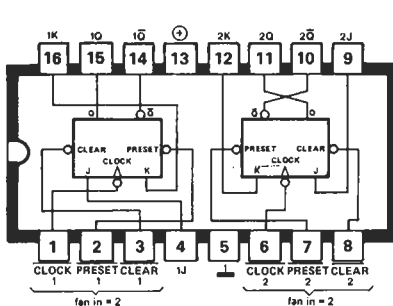 1K 1Q 1Q̅ + 2K 2Q 2Q̅ 2J
16 15 14 13 12 11 10 9
Q Q̅ Q̅ Q
CLEAR PRESET PRESET CLEAR
CLOCK CLOCK
J K K J
1 2 3 4 5 6 7 8
CLOCK PRESET CLEAR 1J CLOCK PRESET CLEAR
1 1 1 2 2 2
fan in = 2 fan in = 2